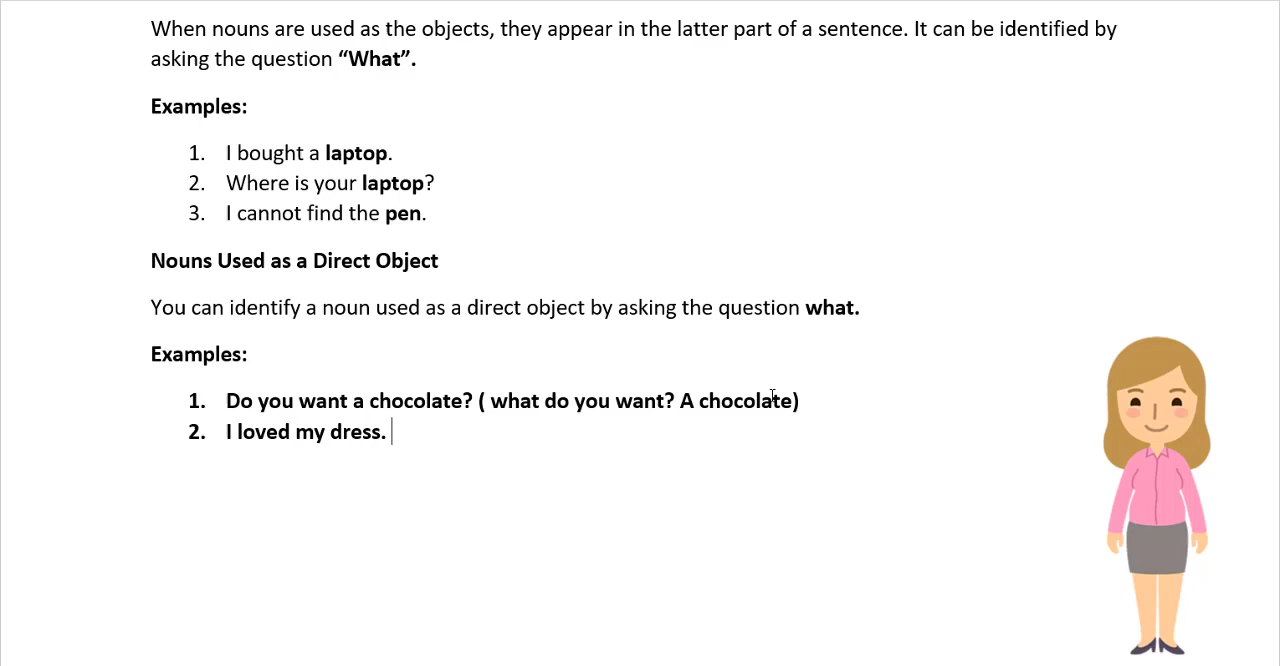 When nouns are used as the objects, they appear in the latter part of a sentence. It can be identified by
asking the question “What”.
Examples:
1. I bought a laptop.
2. Where is your laptop?
3. I cannot find the pen.
Nouns Used as a Direct Object
You can identify a noun used as a direct object by asking the question what.
Examples:
1. Do you want a chocolate? ( what do you want? A chocolate)
2. I loved my dress.